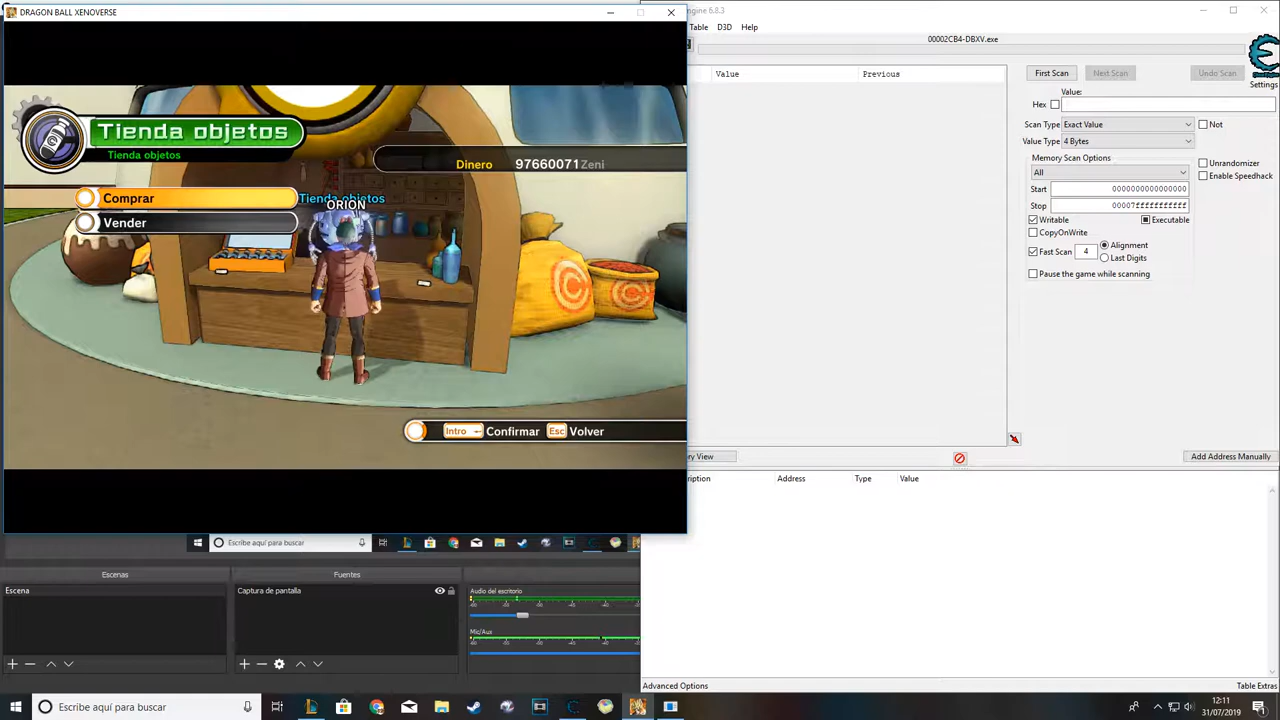 DRAGON BALL XENOVERSE
Tienda objetos
Tienda objetos
Dinero 97660071 Zeni
Comprar
Vender
Tienda objetos
ORION
Intro Confirmar Esc Volver
Engine 6.8.3
Table D3D Help
00002CB4-DBXV.exe
Value Previous
First Scan Next Scan Undo Scan
Settings
Value:
Hex
Scan Type Exact Value Not
Value Type 4 Bytes
Memory Scan Options
All
Unrandomizer
Enable Speedhack
Start 0000000000000000
Stop 00007fffffffffff
Writable Executable
CopyOnWrite
Fast Scan 4 Alignment
Last Digits
Pause the game while scanning
View Add Address Manually
Address Type Value
Escribe aquí para buscar
Escenas
Fuentes
Escena
Captura de pantalla
Audio del escritorio
Mic/Aux
Advanced Options Table Extras
Escribe aquí para buscar
12:11
31/07/2019